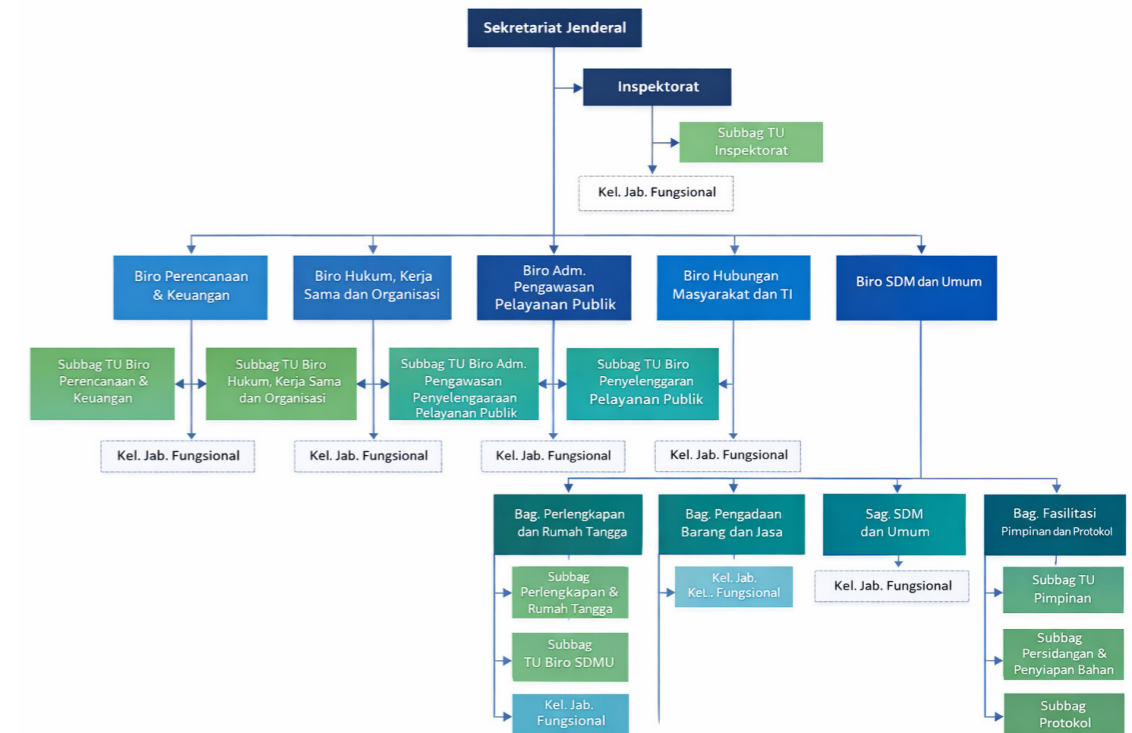 Sekretariat Jenderal
Inspektorat
Subbag TU
Inspektorat
Kel. Jab. Fungsional
Biro Perencanaan
& Keuangan
Biro Hukum, Kerja
Sama dan Organisasi
Biro Adm.
Pengawasan
Pelayanan Publik
Biro Hubungan
Masyarakat dan TI
Biro SDM dan Umum
Subbag TU Biro
Perencanaan &
Keuangan
Subbag TU Biro
Hukum, Kerja Sama
dan Organisasi
Subbag TU Biro Adm.
Pengawasan
Penyelengaaraan
Pelayanan Publik
Subbag TU Biro
Penyelenggaran
Pelayanan Publik
Kel. Jab. Fungsional
Kel. Jab. Fungsional
Kel. Jab. Fungsional
Kel. Jab. Fungsional
Bag. Perlengkapan
dan Rumah Tangga
Bag. Pengadaan
Barang dan Jasa
Sag. SDM
dan Umum
Bag. Fasilitasi
Pimpinan dan Protokol
Subbag
Perlengkapan &
Rumah Tangga
Subbag
TU Biro SDMU
Kel. Jab.
Fungsional
Kel. Jab.
Kel.. Fungsional
Kel. Jab. Fungsional
Subbag TU
Pimpinan
Subbag
Persidangan &
Penyiapan Bahan
Subbag
Protokol